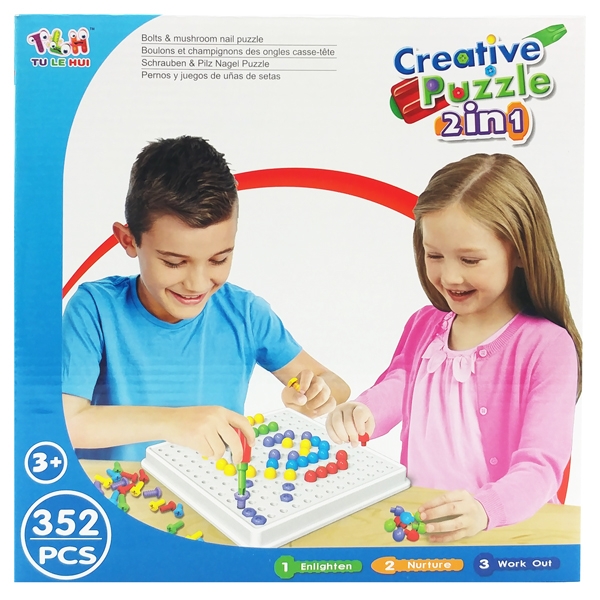 TLH
TU LE HUI
Bolts & mushroom nail puzzle
Boulons et champignons des ongles casse-tête
Schrauben & Pilz Nagel Puzzle
Pernos y juegos de uñas de setas
Creative
Puzzle
2 in 1
3+
352
PCS
1 Enlighten
2 Nurture
3 Work Out